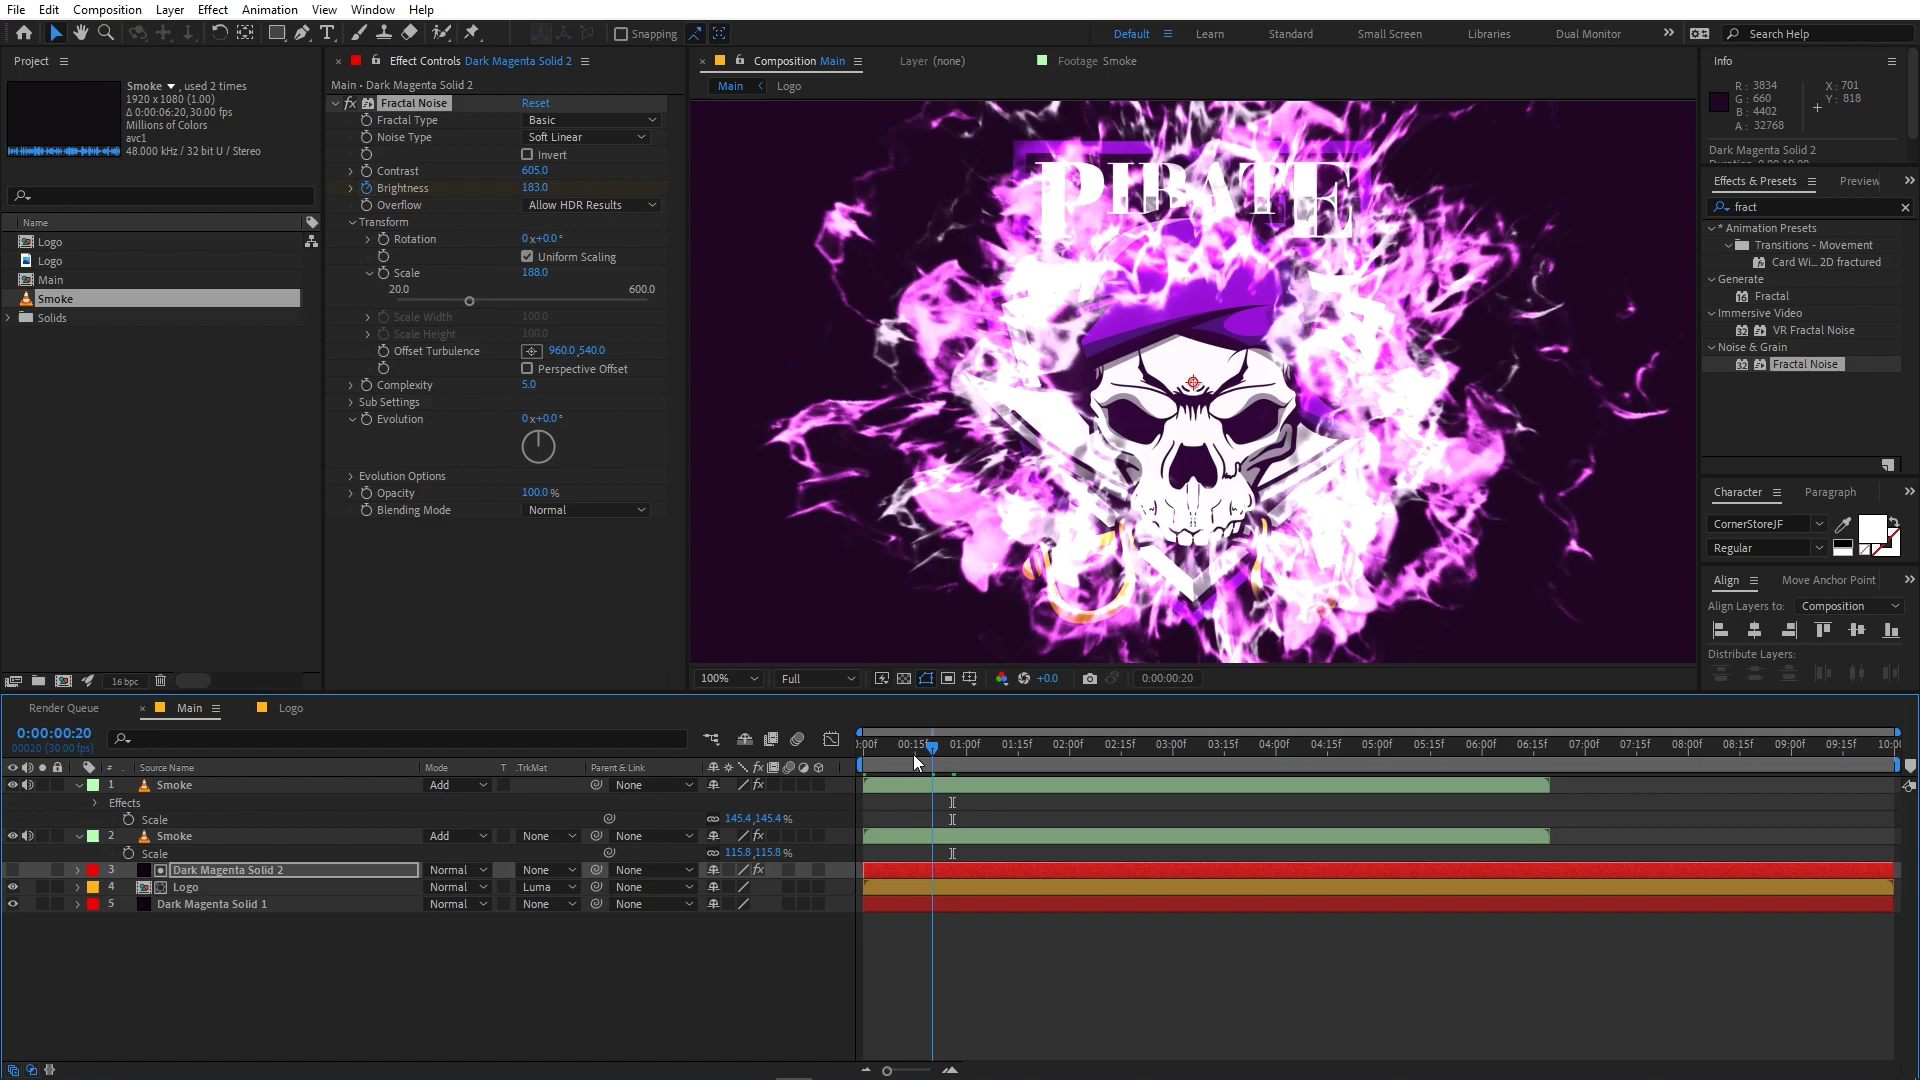 File Edit Composition Layer Effect Animation View Window Help
Snapping
Default Learn Standard Small Screen Libraries Dual Monitor Search Help
Project
Smoke , used 2 times
1920 x 1080 (1.00)
Δ 0:00:06:20, 30.00 fps
Millions of Colors
avc1
48.000 kHz / 32 bit U / Stereo
Name
Logo
Logo
Main
Smoke
Solids
16 bpc
Effect Controls Dark Magenta Solid 2
Main • Dark Magenta Solid 2
fx Fractal Noise Reset
Fractal Type Basic
Noise Type Soft Linear
Invert
Contrast 605.0
Brightness 183.0
Overflow Allow HDR Results
Transform
Rotation 0x+0.0°
Uniform Scaling
Scale 188.0
20.0 600.0
Scale Width 100.0
Scale Height 100.0
Offset Turbulence 960.0,540.0
Perspective Offset
Complexity 5.0
Sub Settings
Evolution 0x+0.0°
Evolution Options
Opacity 100.0 %
Blending Mode Normal
Composition Main Layer (none) Footage Smoke
Main Logo
PIRATE
100% Full +0.0 0:00:00:20
Info
R: 3834 X: 701
G: 660 Y: 818
B: 4402
A: 32768
Dark Magenta Solid 2
Effects & Presets Preview
fract
* Animation Presets
Transitions - Movement
Card Wi... 2D fractured
Generate
16 Fractal
Immersive Video
32 VR Fractal Noise
Noise & Grain
32 Fractal Noise
Character Paragraph
CornerStoreJF
Regular
Align Move Anchor Point
Align Layers to: Composition
Distribute Layers:
Render Queue Main Logo
0:00:00:20
00020 (30.00 fps)
:00f 00:15f 01:00f 01:15f 02:00f 02:15f 03:00f 03:15f 04:00f 04:15f 05:00f 05:15f 06:00f 06:15f 07:00f 07:15f 08:00f 08:15f 09:00f 09:15f 10:0
# Source Name Mode T .TrkMat Parent & Link fx
1 Smoke Add None fx
Effects
Scale 145.4,145.4 %
2 Smoke Add None None fx
Scale 115.8,115.8 %
3 Dark Magenta Solid 2 Normal None None fx
4 Logo Normal Luma None
5 Dark Magenta Solid 1 Normal None None